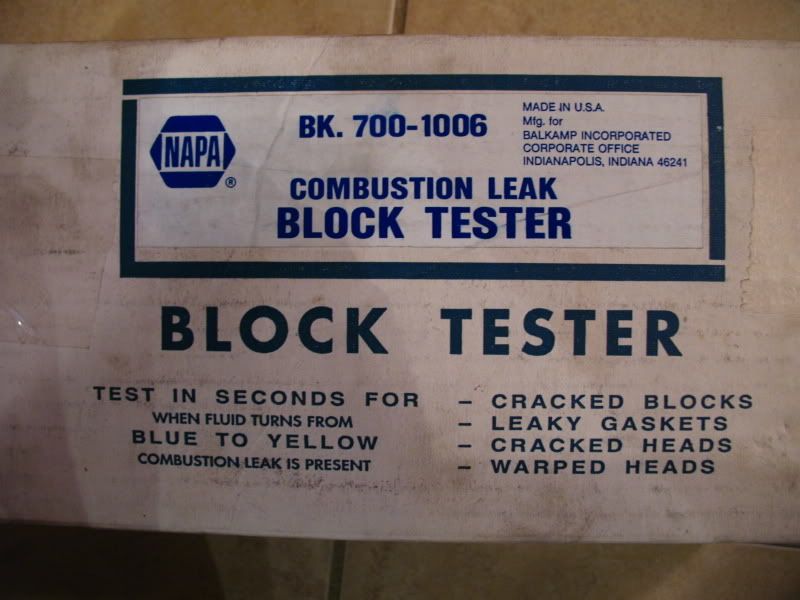 NAPA
®
BK. 700-1006
MADE IN U.S.A.
Mfg. for
BALKAMP INCORPORATED
CORPORATE OFFICE
INDIANAPOLIS, INDIANA 46241
COMBUSTION LEAK
BLOCK TESTER
BLOCK TESTER
TEST IN SECONDS FOR
WHEN FLUID TURNS FROM
BLUE TO YELLOW
COMBUSTION LEAK IS PRESENT
– CRACKED BLOCKS
– LEAKY GASKETS
– CRACKED HEADS
– WARPED HEADS